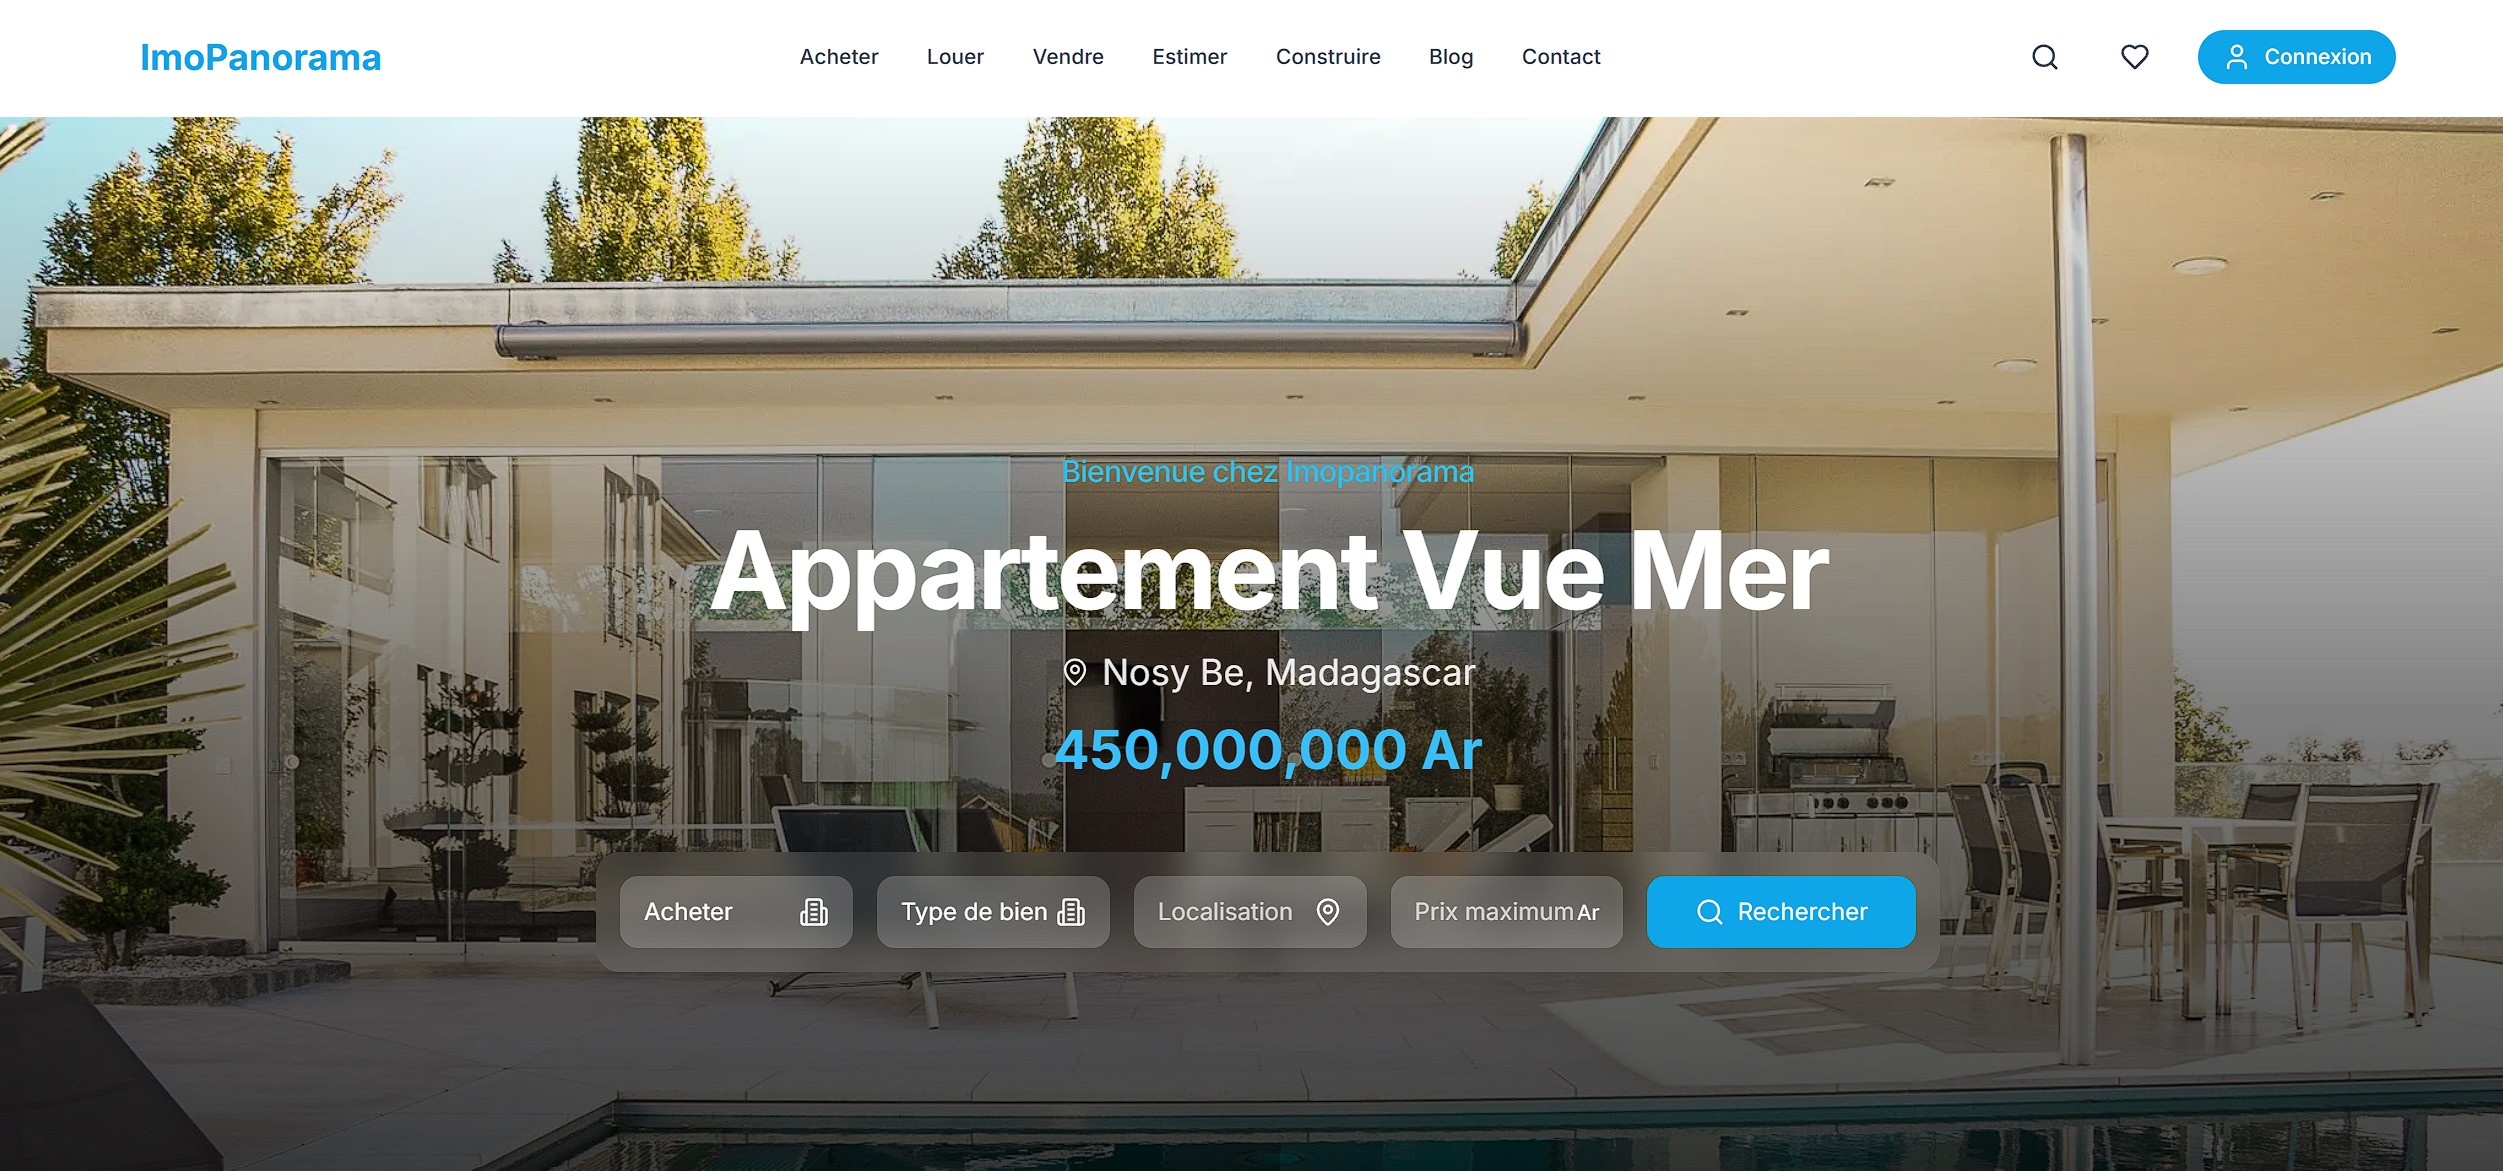 ImoPanorama
Acheter Louer Vendre Estimer Construire Blog Contact
Connexion
Bienvenue chez Imopanorama
Appartement Vue Mer
Nosy Be, Madagascar
450,000,000 Ar
Acheter
Type de bien
Localisation
Prix maximum Ar
Rechercher